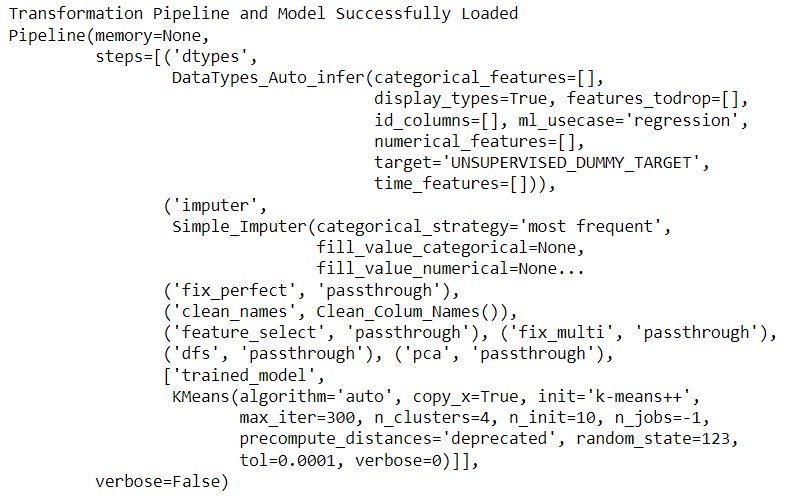 Transformation Pipeline and Model Successfully Loaded
Pipeline(memory=None,
         steps=[('dtypes',
                 DataTypes_Auto_infer(categorical_features=[],
                                      display_types=True, features_todrop=[],
                                      id_columns=[], ml_usecase='regression',
                                      numerical_features=[],
                                      target='UNSUPERVISED_DUMMY_TARGET',
                                      time_features=[])),
                ('imputer',
                 Simple_Imputer(categorical_strategy='most frequent',
                                fill_value_categorical=None,
                                fill_value_numerical=None...
                ('fix_perfect', 'passthrough'),
                ('clean_names', Clean_Colum_Names()),
                ('feature_select', 'passthrough'), ('fix_multi', 'passthrough'),
                ('dfs', 'passthrough'), ('pca', 'passthrough'),
                ['trained_model',
                 KMeans(algorithm='auto', copy_x=True, init='k-means++',
                        max_iter=300, n_clusters=4, n_init=10, n_jobs=-1,
                        precompute_distances='deprecated', random_state=123,
                        tol=0.0001, verbose=0)]],
         verbose=False)